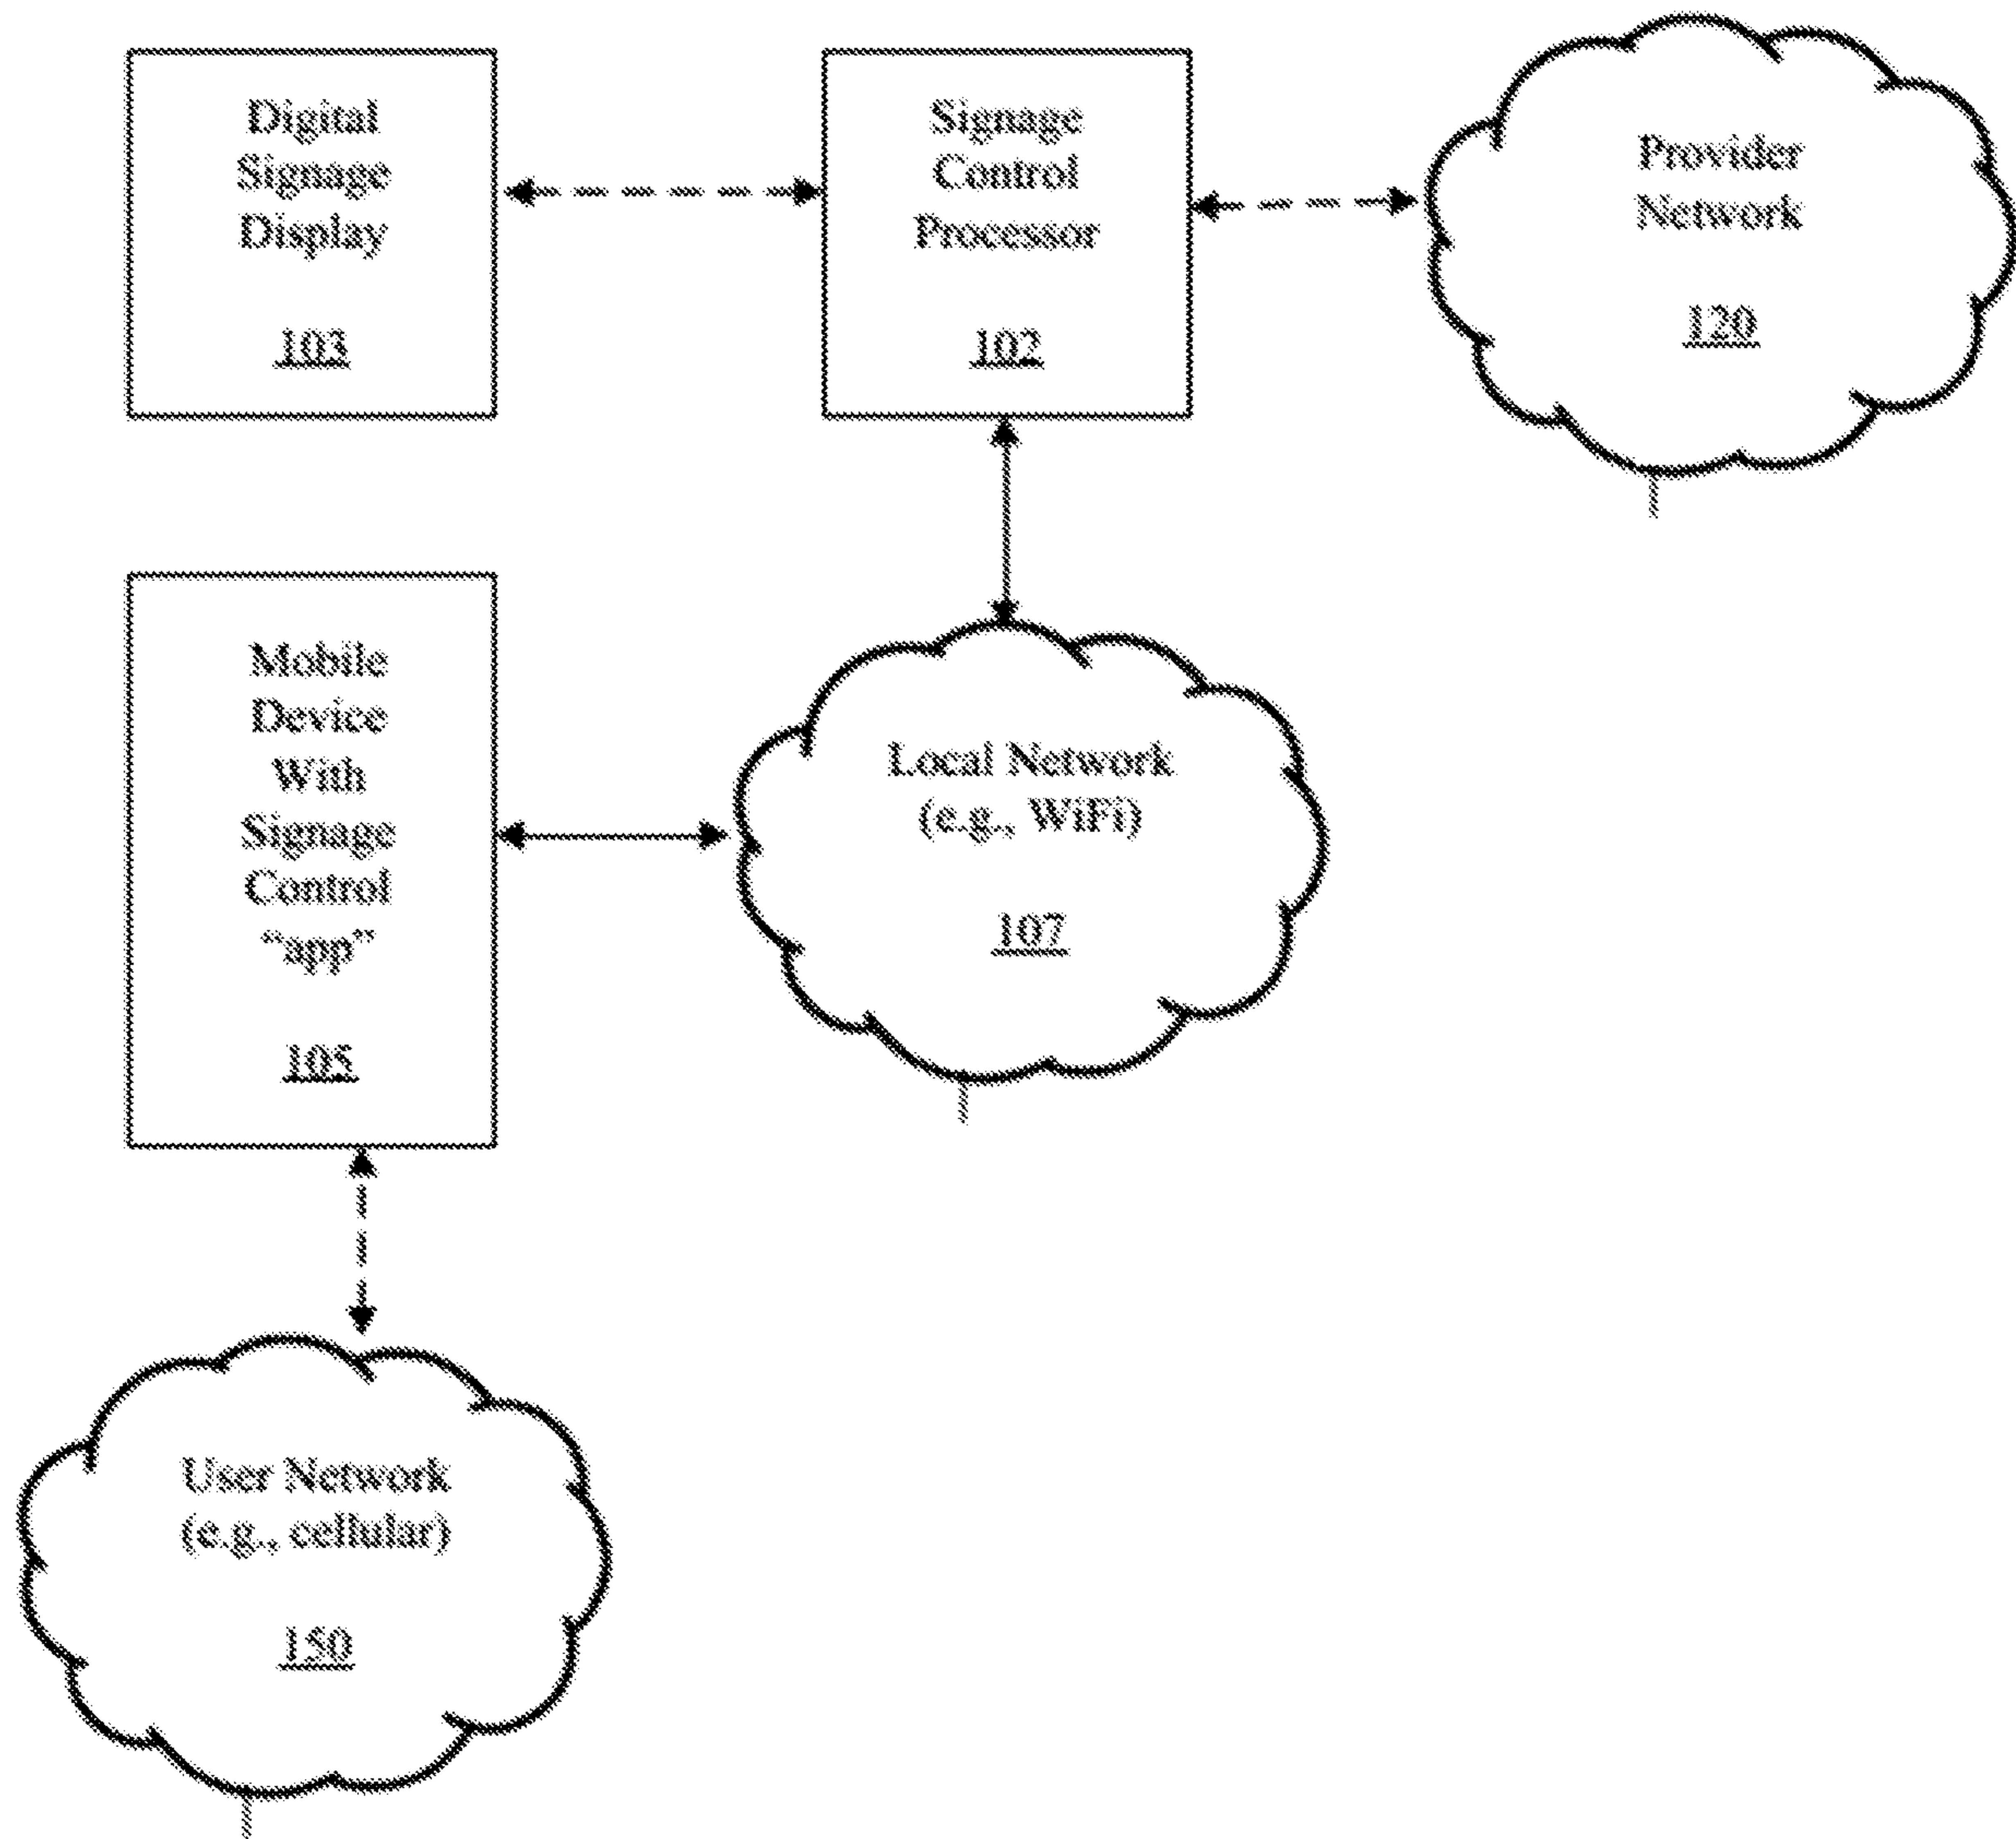 Digital
Signage
Display
103
Signage
Control
Processor
102
Provider
Network
120
Mobile
Device
With
Signage
Control
“app”
105
Local Network
(e.g., WiFi)
107
User Network
(e.g., cellular)
150